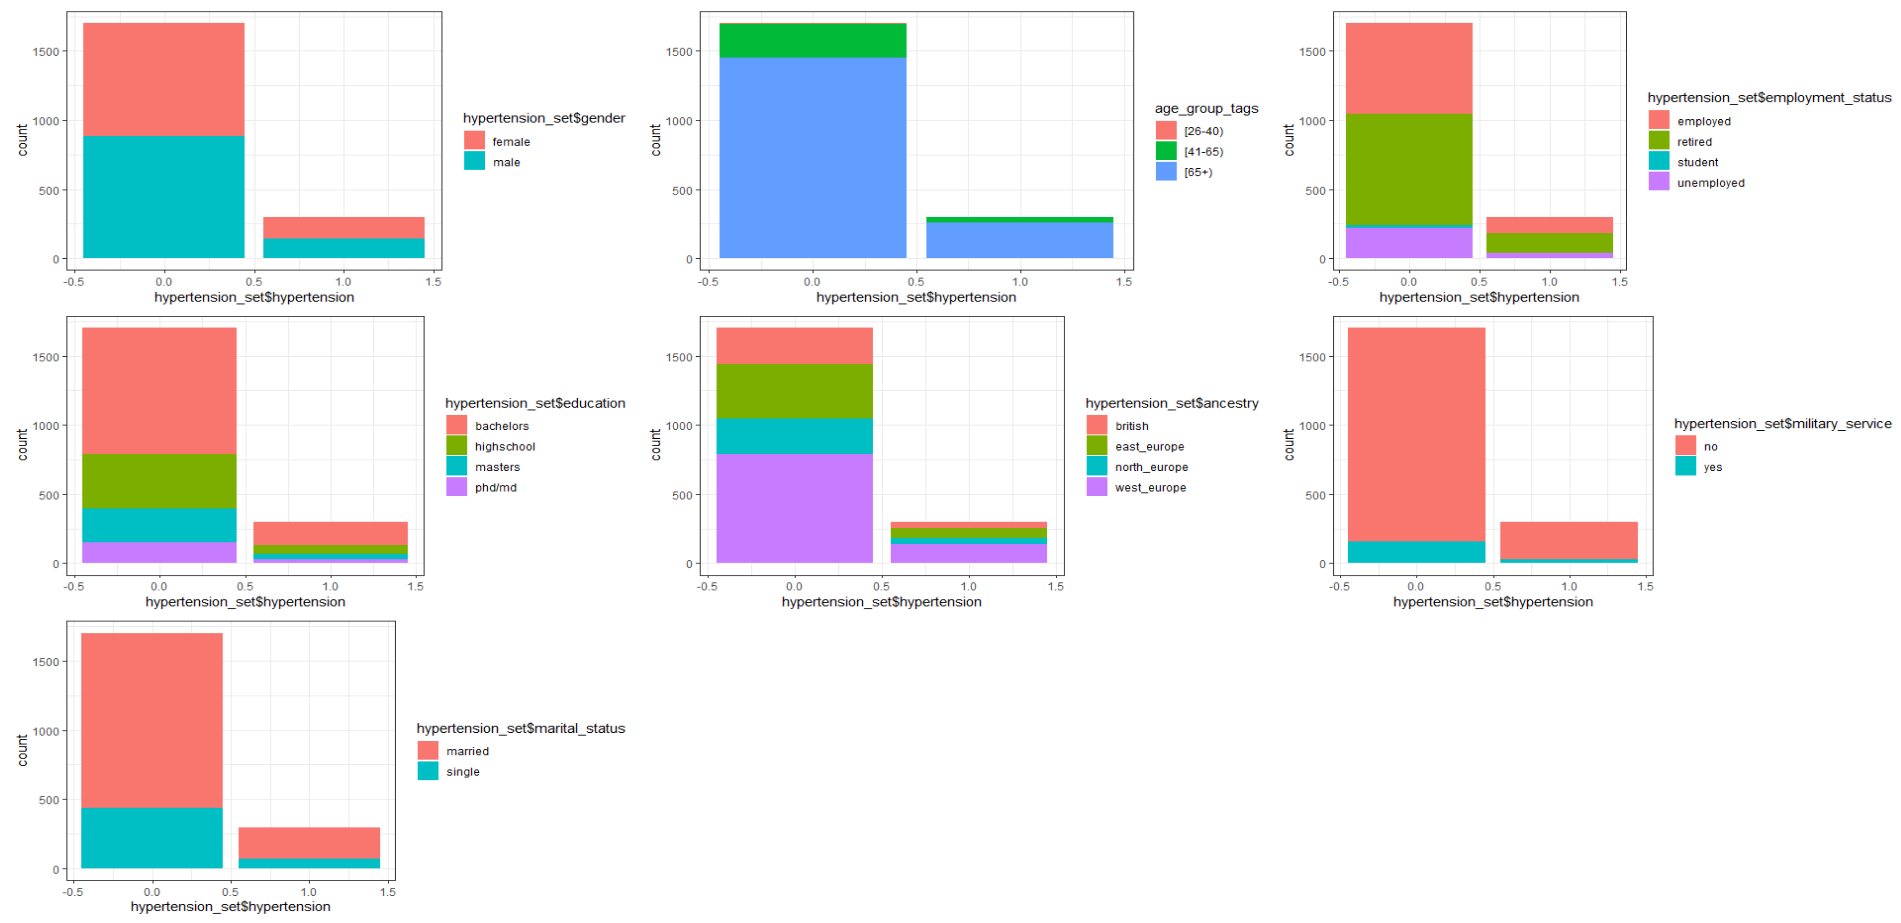 1500
1000
500
0
count
-0.5 0.0 0.5 1.0 1.5
hypertension_set$hypertension
hypertension_set$gender
female
male
1500
1000
500
0
count
-0.5 0.0 0.5 1.0 1.5
hypertension_set$hypertension
age_group_tags
[26-40)
[41-65)
[65+)
1500
1000
500
0
count
-0.5 0.0 0.5 1.0 1.5
hypertension_set$hypertension
hypertension_set$employment_status
employed
retired
student
unemployed
1500
1000
500
0
count
-0.5 0.0 0.5 1.0 1.5
hypertension_set$hypertension
hypertension_set$education
bachelors
highschool
masters
phd/md
1500
1000
500
0
count
-0.5 0.0 0.5 1.0 1.5
hypertension_set$hypertension
hypertension_set$ancestry
british
east_europe
north_europe
west_europe
1500
1000
500
0
count
-0.5 0.0 0.5 1.0 1.5
hypertension_set$hypertension
hypertension_set$military_service
no
yes
1500
1000
500
0
count
-0.5 0.0 0.5 1.0 1.5
hypertension_set$hypertension
hypertension_set$marital_status
married
single